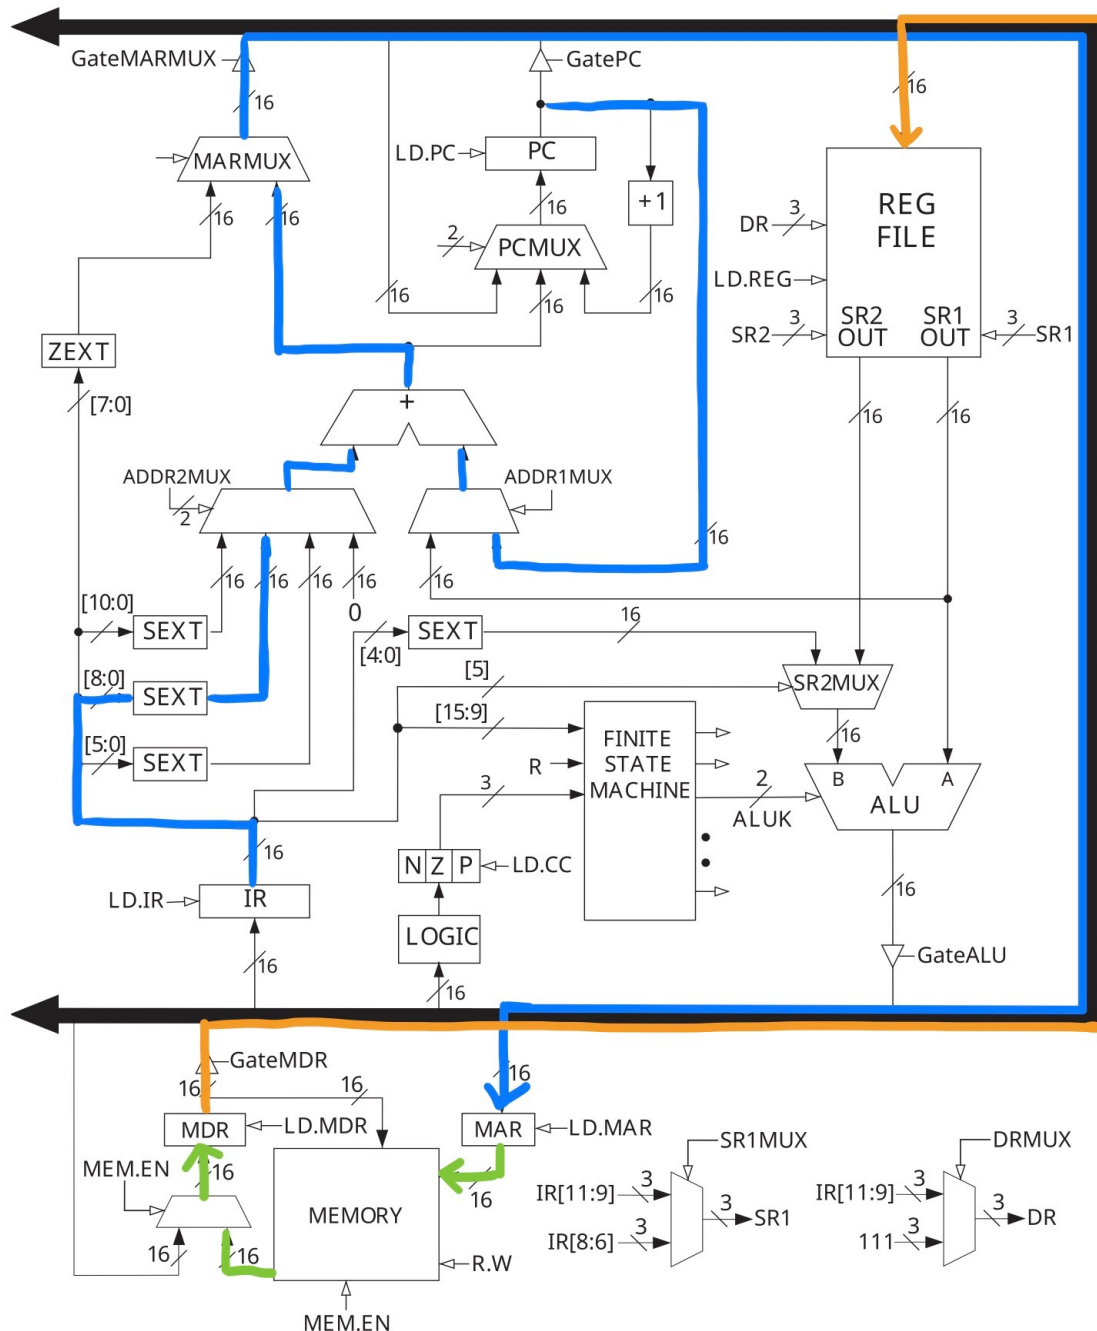 GateMARMUX
GatePC
16
16
MARMUX
LD.PC
PC
16
16
16
+1
2
PCMUX
16
16
16
REG
FILE
DR
3
LD.REG
SR2
3
SR2
OUT
SR1
OUT
3
SR1
ZEXT
[7:0]
+
16
16
ADDR2MUX
2
ADDR1MUX
16
16
16
16
16
16
0
[10:0]
SEXT
[4:0]
SEXT
16
[8:0]
SEXT
[5]
SR2MUX
[15:9]
16
[5:0]
SEXT
R
FINITE
STATE
MACHINE
3
2
ALUK
B
A
ALU
16
N Z P
LD.CC
LD.IR
IR
16
LOGIC
16
16
GateALU
GateMDR
16
16
16
MDR
LD.MDR
MAR
LD.MAR
MEM.EN
16
16
MEMORY
16
16
R.W
MEM.EN
SR1MUX
IR[11:9]
3
IR[8:6]
3
3
SR1
DRMUX
IR[11:9]
3
111
3
3
DR